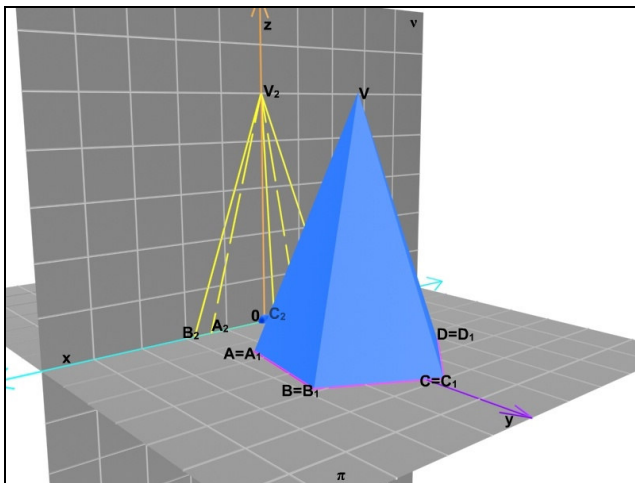 z
ν
V₂
V
0
C₂
B₂
A₂
x
A=A₁
D=D₁
B=B₁
C=C₁
y
π